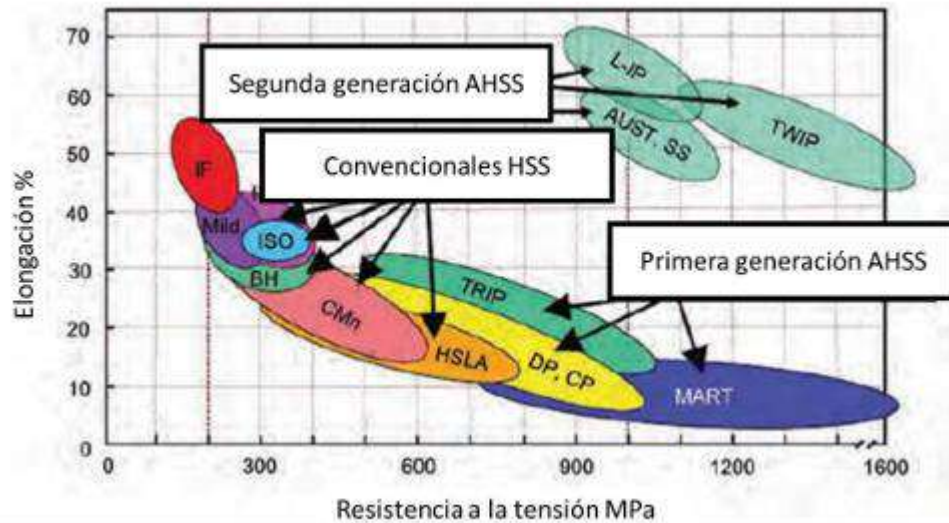 70
60
50
40
30
20
10
0
Elongación %
Segunda generación AHSS
Convencionales HSS
Primera generación AHSS
L-IP
AUST. SS
TWIP
IF
Mild
ISO
BH
CMn
HSLA
TRIP
DP, CP
MART
0 300 600 900 1200 1600
Resistencia a la tensión MPa